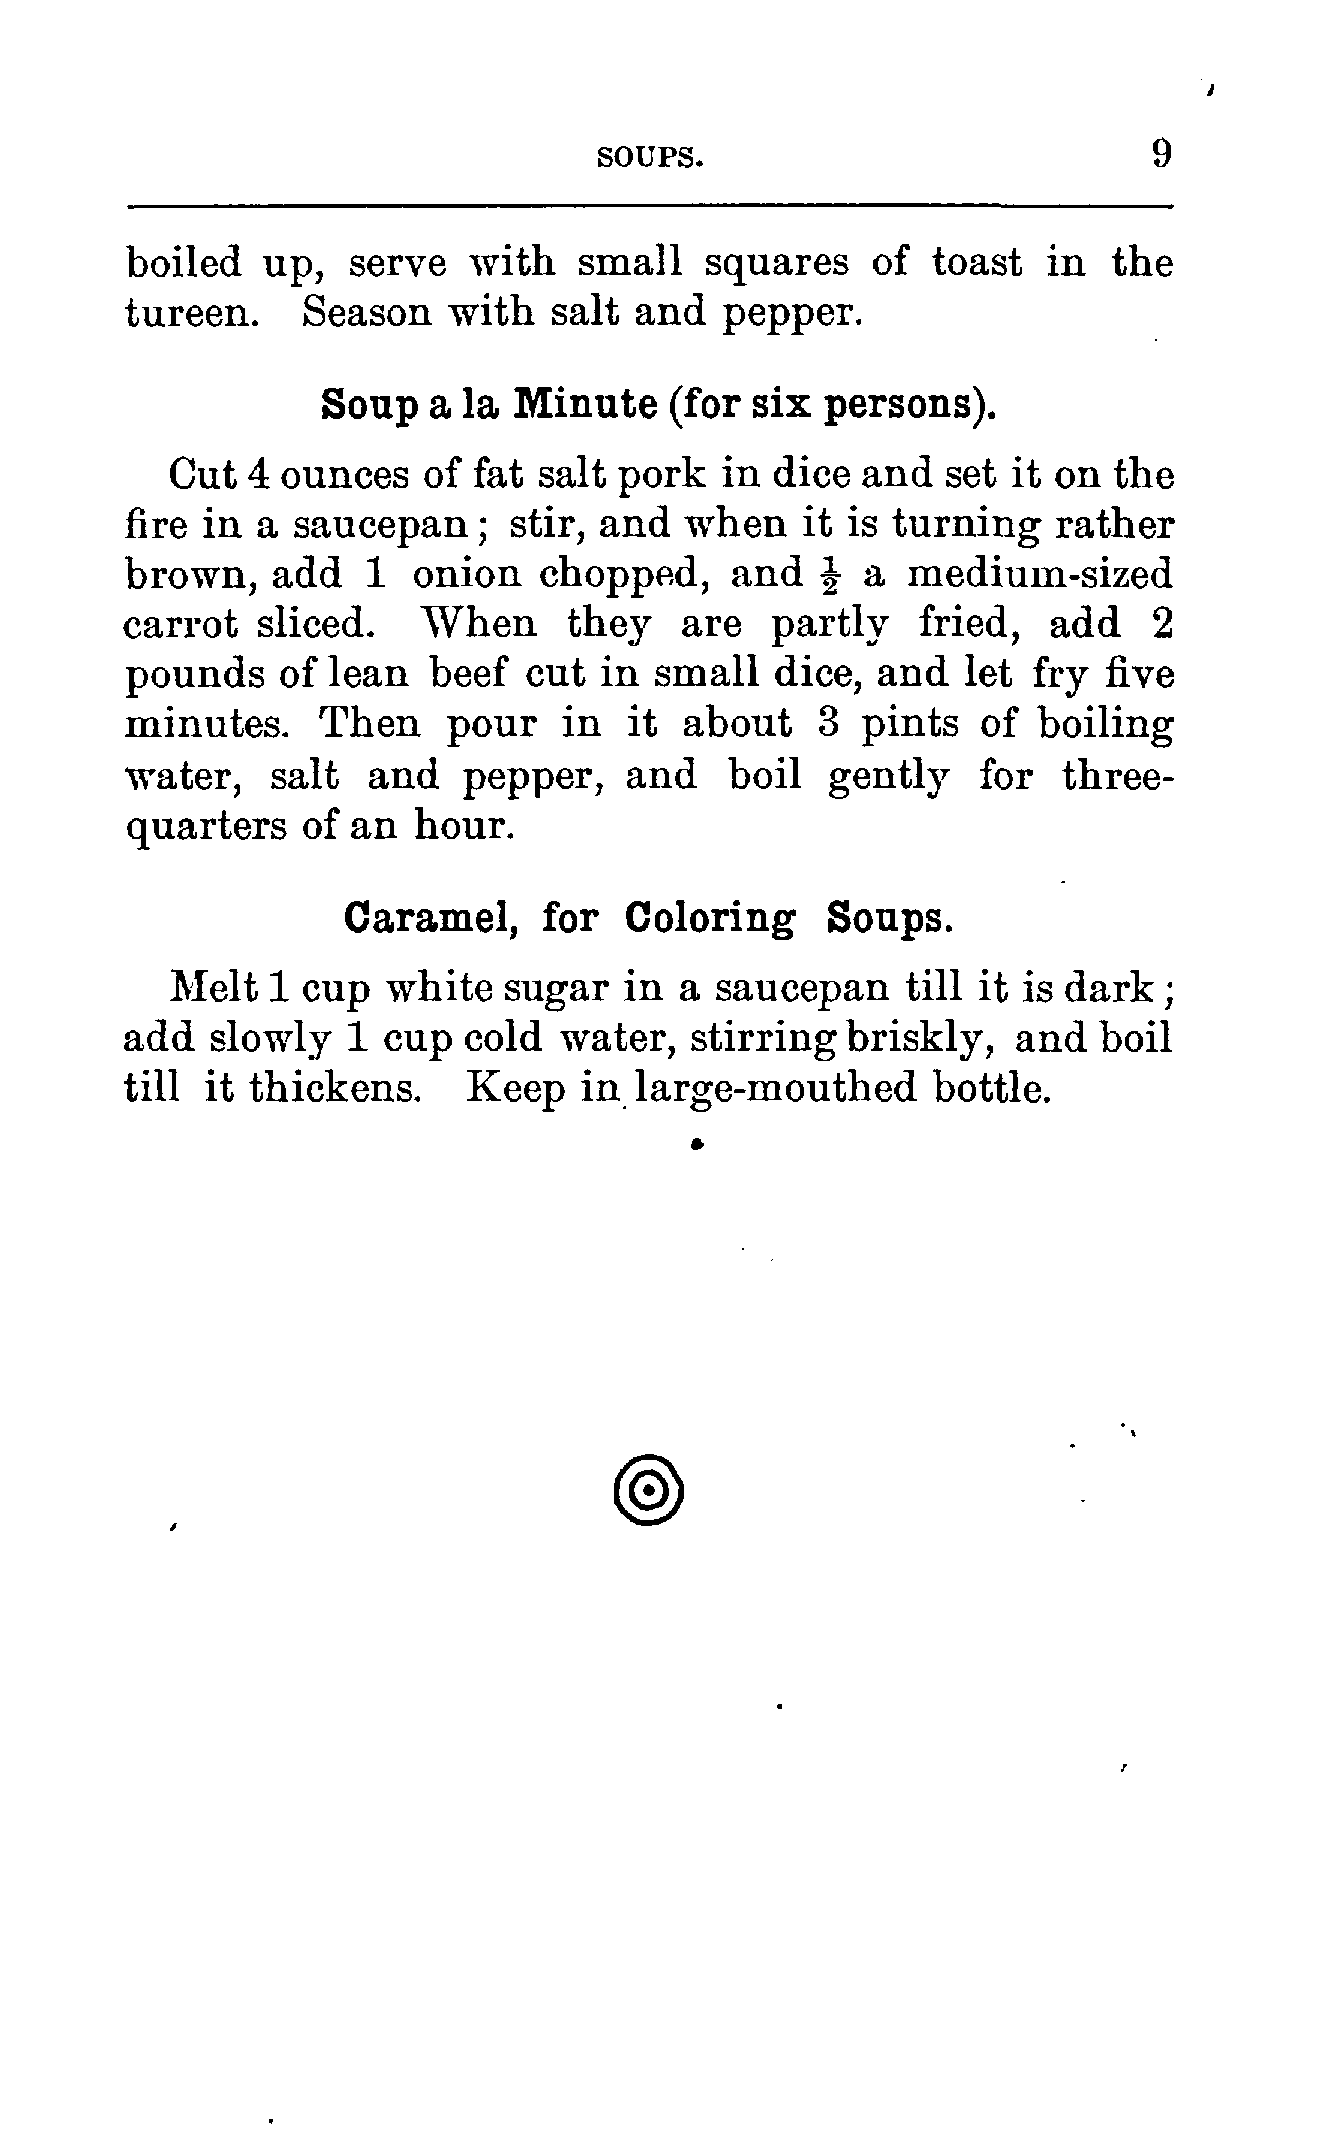 SOUPS. 9
boiled up, serve with small squares of toast in the
tureen. Season with salt and pepper.
Soup a la Minute (for six persons).
Cut 4 ounces of fat salt pork in dice and set it on the
fire in a saucepan; stir, and when it is turning rather
brown, add 1 onion chopped, and ½ a medium-sized
carrot sliced. When they are partly fried, add 2
pounds of lean beef cut in small dice, and let fry five
minutes. Then pour in it about 3 pints of boiling
water, salt and pepper, and boil gently for three-
quarters of an hour.
Caramel, for Coloring Soups.
Melt 1 cup white sugar in a saucepan till it is dark;
add slowly 1 cup cold water, stirring briskly, and boil
till it thickens. Keep in large-mouthed bottle.